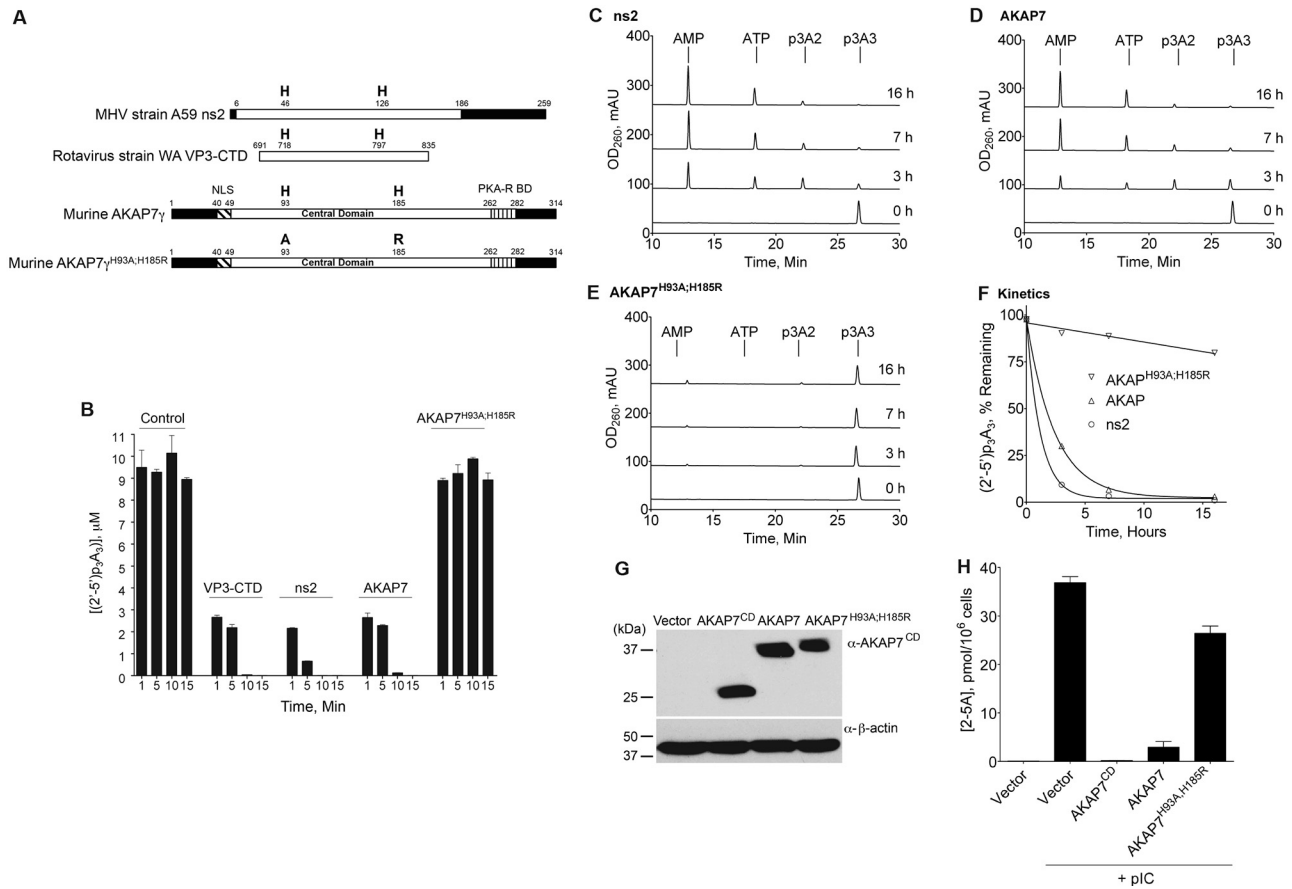 A
H H
6 46 126 186 259
MHV strain A59 ns2
H H
691 718 797 835
Rotavirus strain WA VP3-CTD
NLS H H PKA-R BD
1 40 49 93 185 262 282 314
Murine AKAP7γ Central Domain
A R
1 40 49 93 185 262 282 314
Murine AKAP7γH93A;H185R Central Domain
B
Control AKAP7H93A;H185R
VP3-CTD ns2 AKAP7
[(2'-5')p3A3)], µM
11
10
9
8
7
6
5
4
3
2
1
0
1 5 10 15 1 5 10 15 1 5 10 15 1 5 10 15 1 5 10 15
Time, Min
C ns2
AMP ATP p3A2 p3A3
OD260, mAU
400
300
200
100
0
16 h
7 h
3 h
0 h
10 15 20 25 30
Time, Min
D AKAP7
AMP ATP p3A2 p3A3
OD260, mAU
400
300
200
100
0
16 h
7 h
3 h
0 h
10 15 20 25 30
Time, Min
E AKAP7H93A;H185R
AMP ATP p3A2 p3A3
OD260, mAU
400
300
200
100
0
16 h
7 h
3 h
0 h
10 15 20 25 30
Time, Min
F Kinetics
(2'-5')p3A3, % Remaining
100
75
50
25
0
AKAPH93A;H185R
AKAP
ns2
0 5 10 15
Time, Hours
G
Vector AKAP7CD AKAP7 AKAP7H93A;H185R
(kDa)
37
25
α-AKAP7CD
50
37
α-β-actin
H
[2-5A], pmol/106 cells
40
30
20
10
0
Vector
Vector
AKAP7CD
AKAP7
AKAP7H93A,H185R
+ pIC